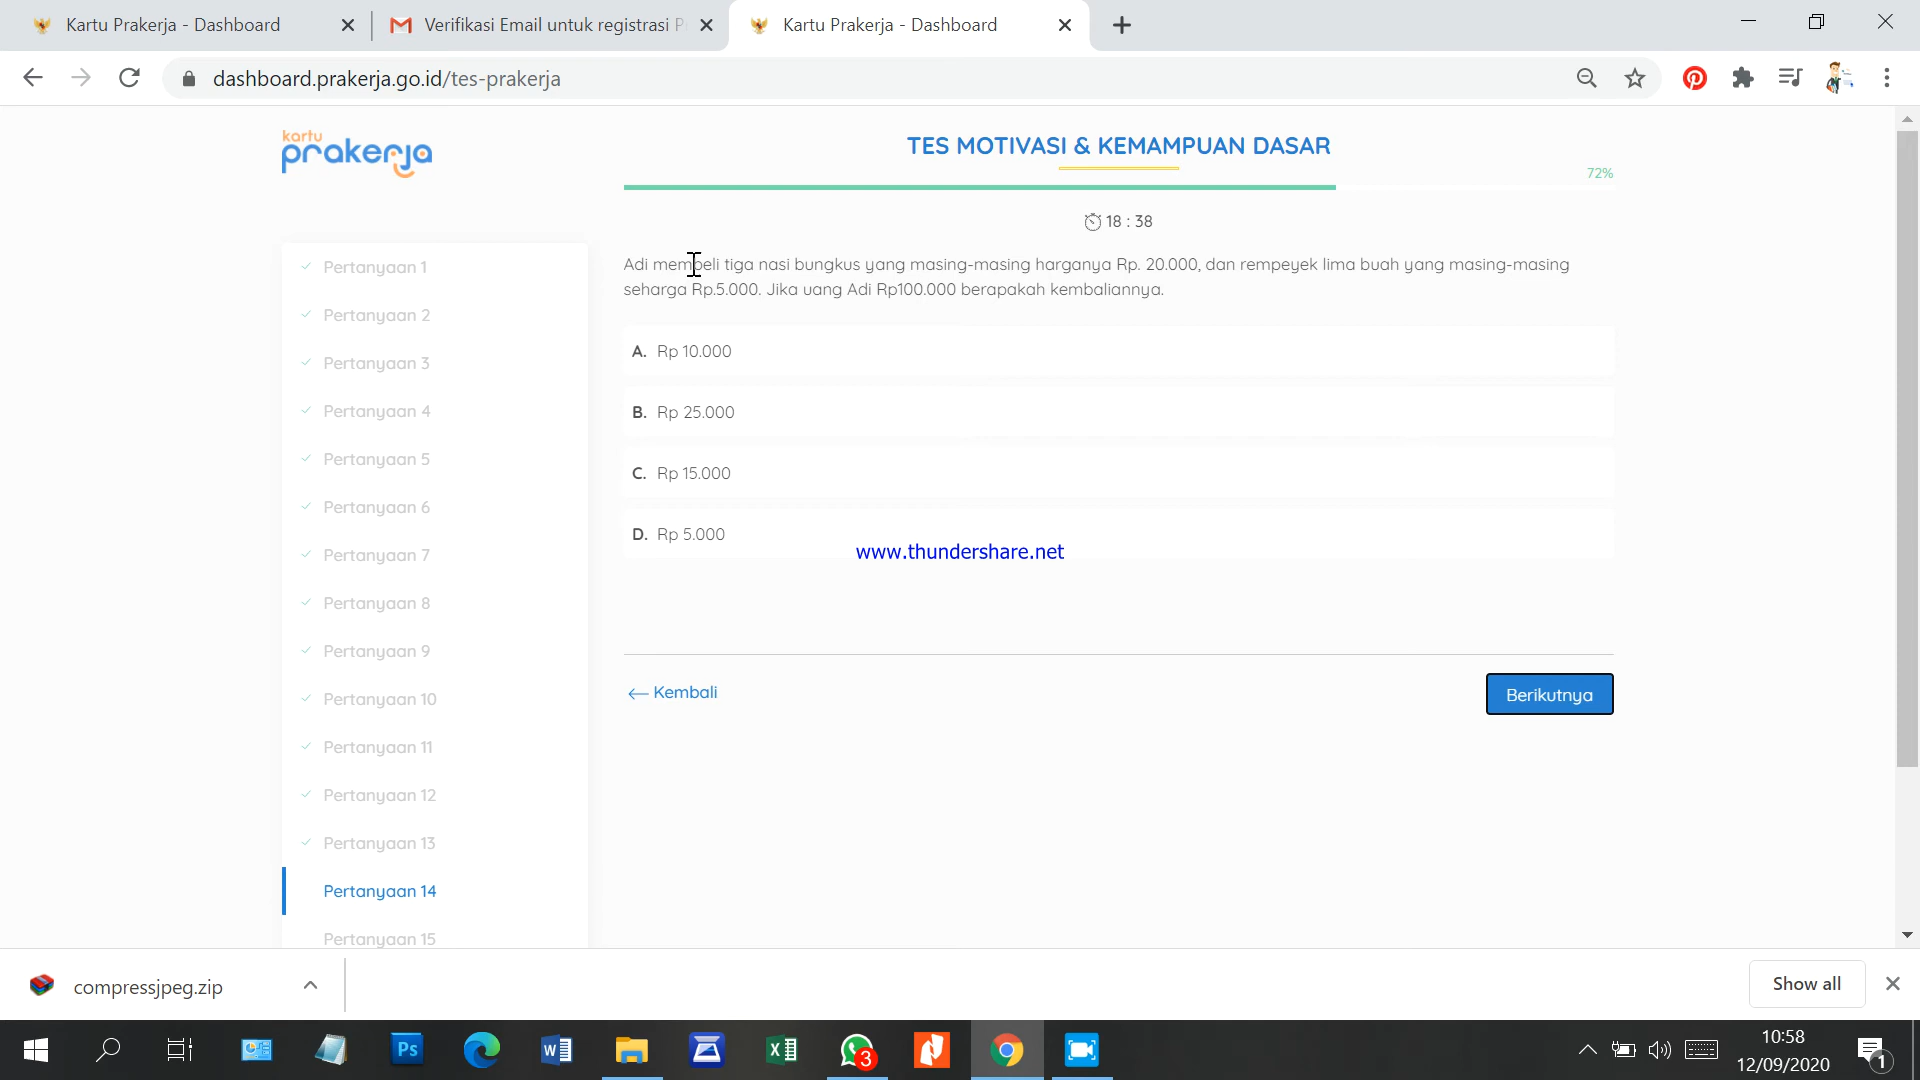 Kartu Prakerja - Dashboard
Verifikasi Email untuk registrasi P
Kartu Prakerja - Dashboard
dashboard.prakerja.go.id/tes-prakerja
kartu
prakerja
TES MOTIVASI & KEMAMPUAN DASAR
72%
18 : 38
Adi membeli tiga nasi bungkus yang masing-masing harganya Rp. 20.000, dan rempeyek lima buah yang masing-masing
seharga Rp.5.000. Jika uang Adi Rp100.000 berapakah kembaliannya.
A. Rp 10.000
B. Rp 25.000
C. Rp 15.000
D. Rp 5.000
www.thundershare.net
Kembali
Berikutnya
Pertanyaan 1
Pertanyaan 2
Pertanyaan 3
Pertanyaan 4
Pertanyaan 5
Pertanyaan 6
Pertanyaan 7
Pertanyaan 8
Pertanyaan 9
Pertanyaan 10
Pertanyaan 11
Pertanyaan 12
Pertanyaan 13
Pertanyaan 14
Pertanyaan 15
compressjpeg.zip
Show all
Ps
3
10:58
12/09/2020
1